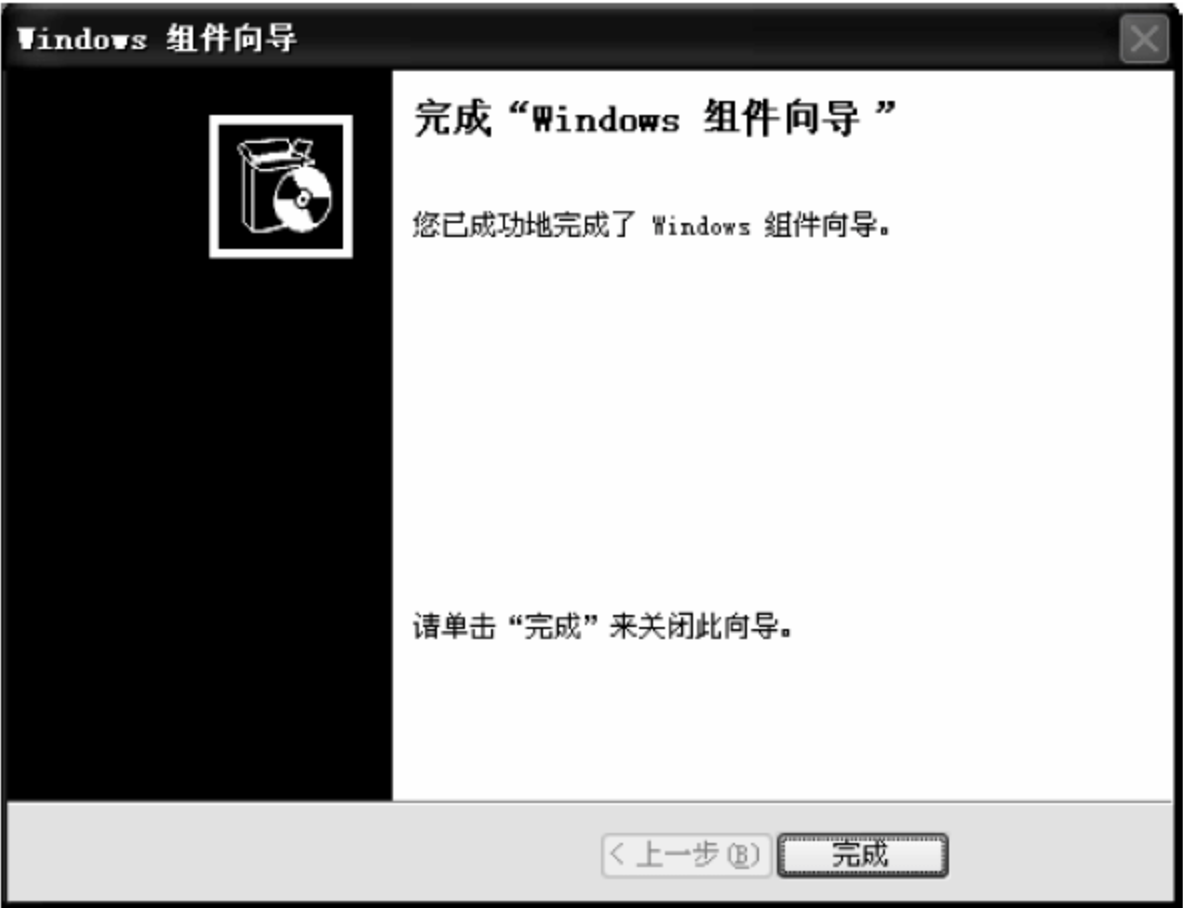 Windows 组件向导
完成“Windows 组件向导”
您已成功地完成了 Windows 组件向导。
请单击“完成”来关闭此向导。
< 上一步(B)
完成